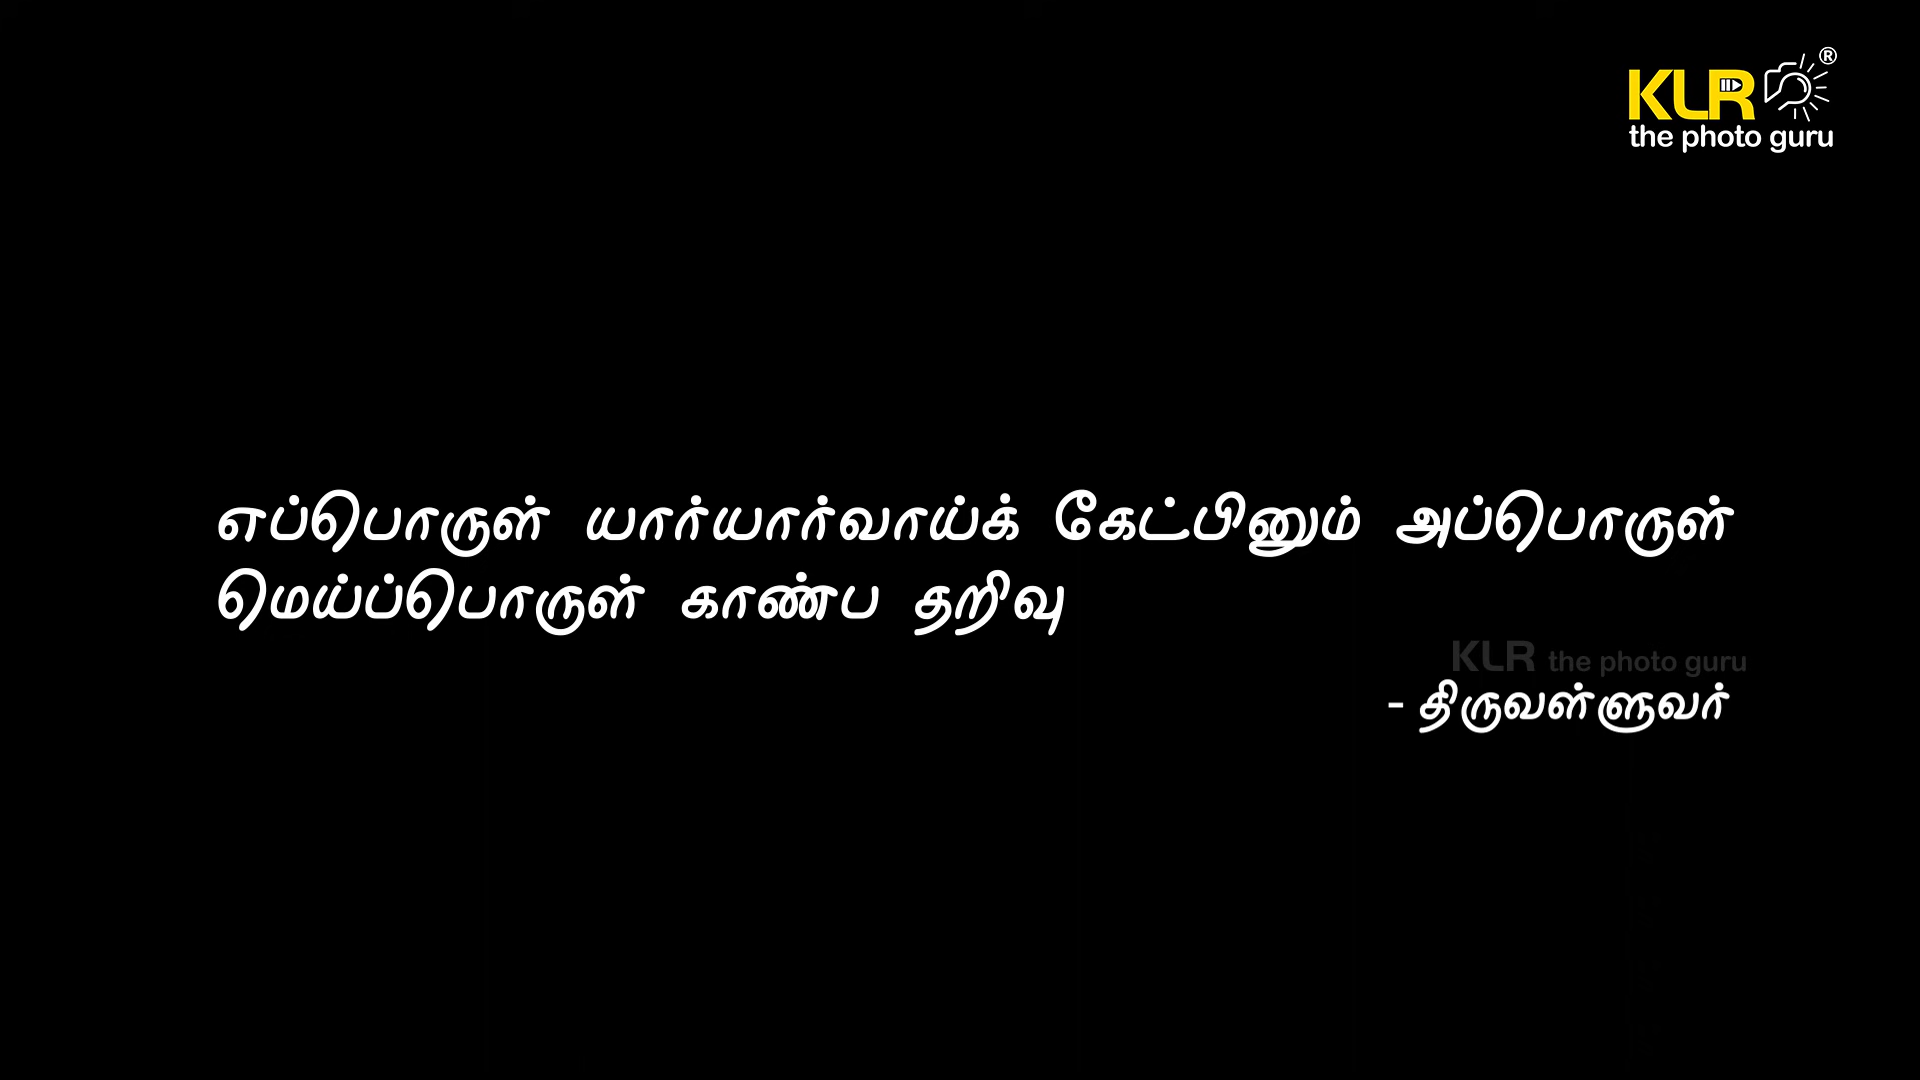 KLR®
the photo guru
எப்பொருள் யார்யார்வாய்க் கேட்பினும் அப்பொருள்
மெய்ப்பொருள் காண்ப தறிவு
KLR the photo guru
- திருவள்ளுவர்